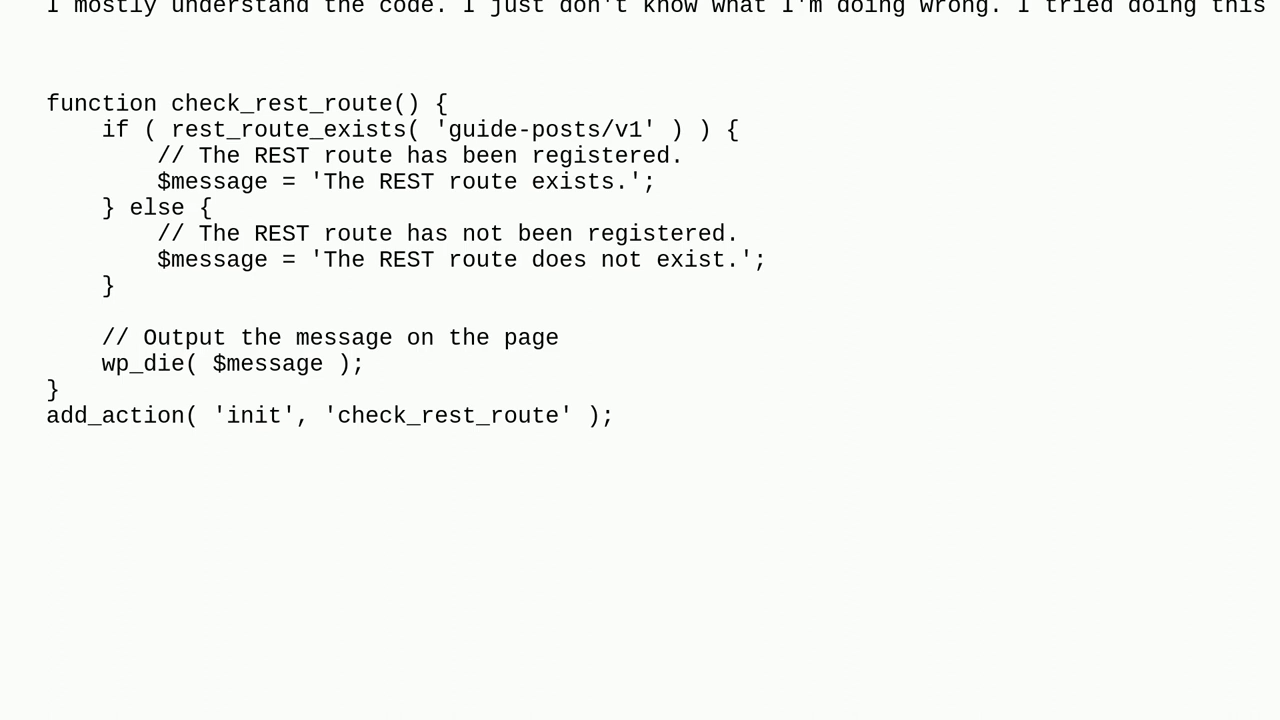 I mostly understand the code. I just don't know what I'm doing wrong. I tried doing this
function check_rest_route() {
    if ( rest_route_exists( 'guide-posts/v1' ) ) {
        // The REST route has been registered.
        $message = 'The REST route exists.';
    } else {
        // The REST route has not been registered.
        $message = 'The REST route does not exist.';
    }
    // Output the message on the page
    wp_die( $message );
}
add_action( 'init', 'check_rest_route' );